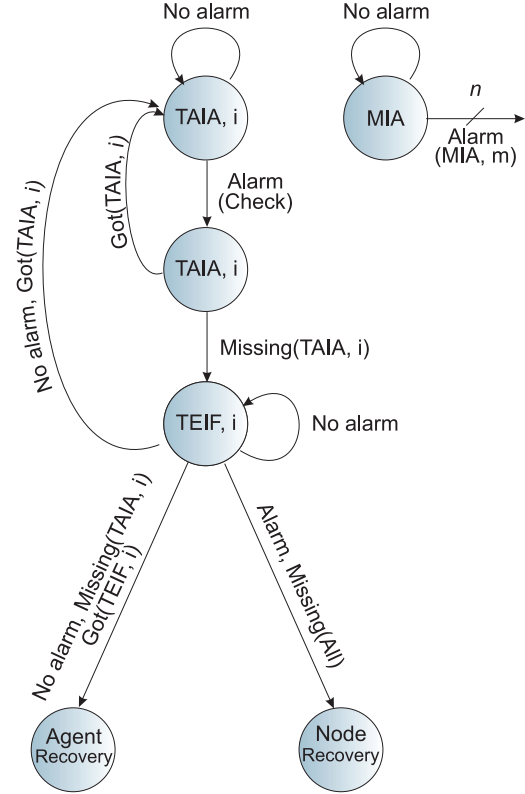 No alarm
No alarm
TAIA, i
MIA
n
Alarm
(MIA, m)
Alarm
(Check)
Got(TAIA, i)
No alarm, Got(TAIA, i)
TAIA, i
Missing(TAIA, i)
TEIF, i
No alarm
No alarm, Missing(TAIA, i)
Got(TEIF, i)
Alarm, Missing(All)
Agent
Recovery
Node
Recovery